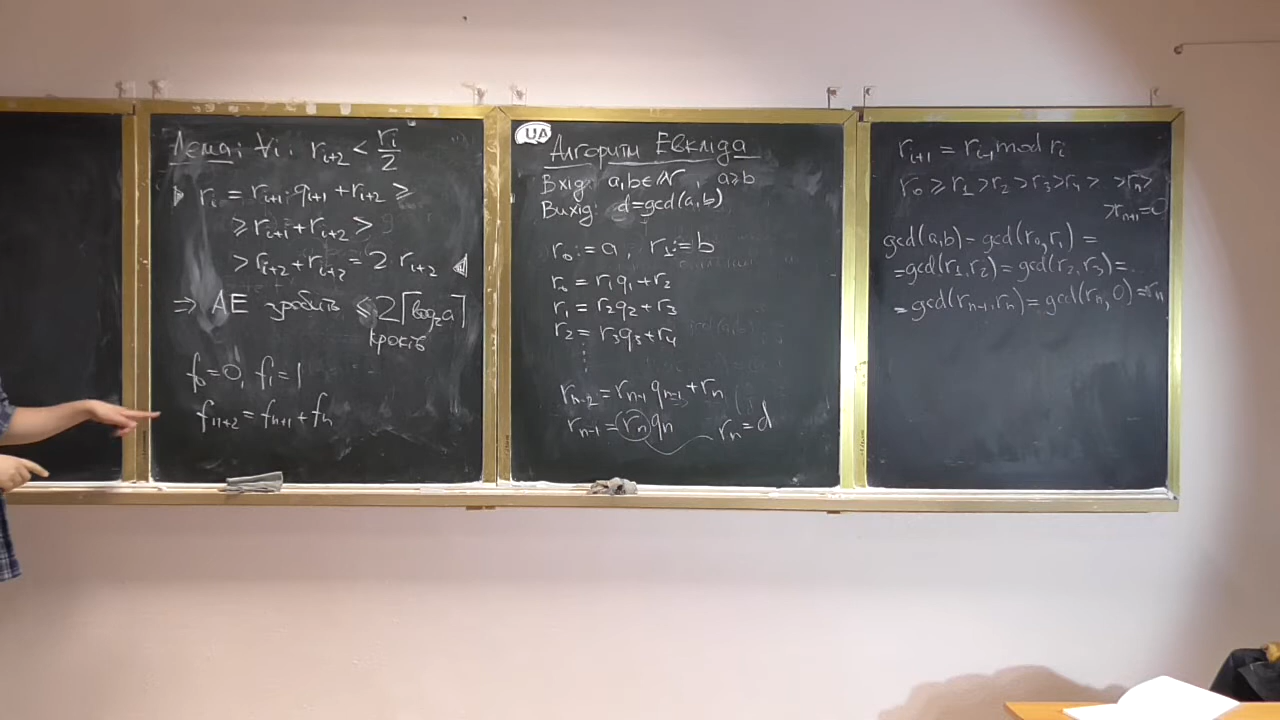 Лема: ∀i: r_{i+2} < r_i/2
r_i = r_{i+1}·q_{i+1} + r_{i+2} ≥
≥ r_{i+1} + r_{i+2} >
> r_{i+2} + r_{i+2} = 2 r_{i+2}
⇒ АЕ зробить ≤ 2⌈log₂a⌉
кроків
f₀=0, f₁=1
f_{n+2} = f_{n+1} + f_n
UA
Алгоритм Евкліда
Вхід: a,b∈ℕ, a≥b
Вихід: d=gcd(a,b)
r₀:=a, r₁:=b
r₀ = r₁q₁+r₂
r₁ = r₂q₂+r₃
r₂ = r₃q₃+r₄
⋮
r_{n-2} = r_{n-1} q_{n-1} + r_n
r_{n-1} = r_n q_n r_n = d
r_{i+1} = r_{i-1} mod r_i
r₀ ≥ r₁ > r₂ > r₃ > r₄ > > r_n >
> r_{n+1} = 0
gcd(a,b) = gcd(r₀,r₁) =
= gcd(r₁,r₂) = gcd(r₂,r₃) = ...
= gcd(r_{n-1},r_n) = gcd(r_n,0) = r_n